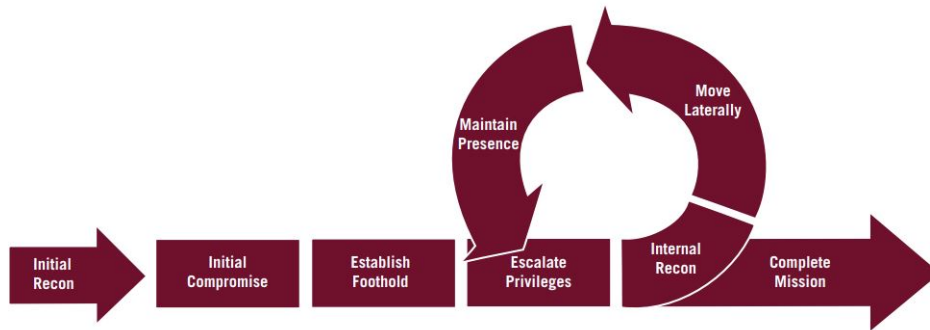 Initial
Recon
Initial
Compromise
Establish
Foothold
Escalate
Privileges
Internal
Recon
Move
Laterally
Maintain
Presence
Complete
Mission